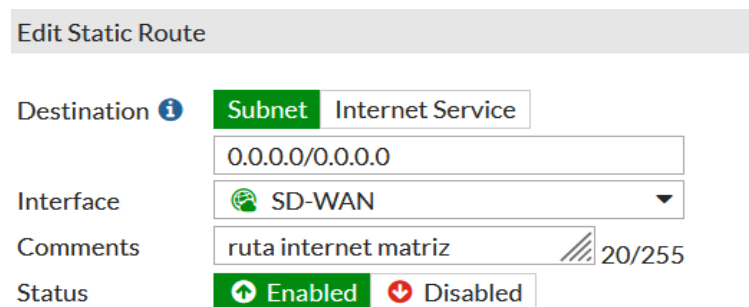 Edit Static Route
Destination Subnet Internet Service
0.0.0.0/0.0.0.0
Interface SD-WAN
Comments ruta internet matriz 20/255
Status Enabled Disabled